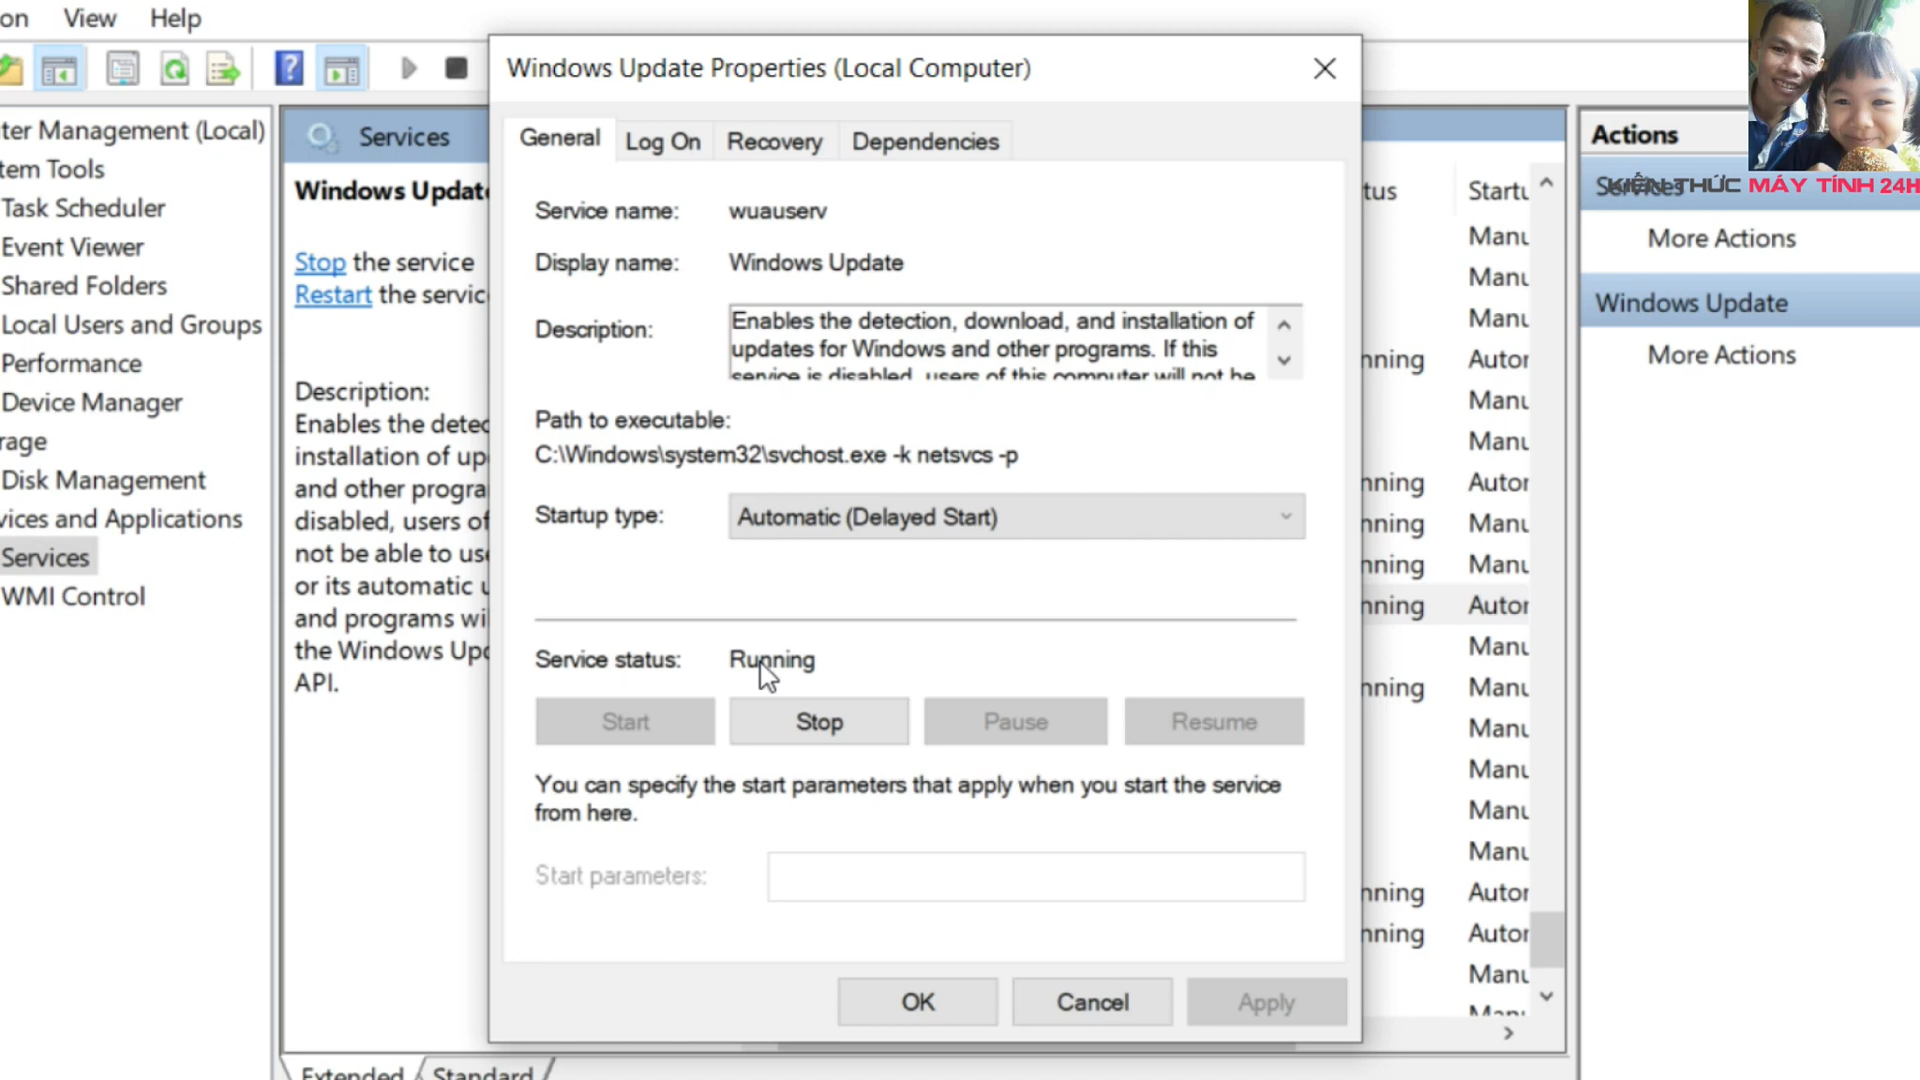 on View Help
Windows Update Properties (Local Computer)
General Log On Recovery Dependencies
Service name: wuauserv
Display name: Windows Update
Description: Enables the detection, download, and installation of
updates for Windows and other programs. If this
service is disabled, users of this computer will not be
Path to executable:
C:\Windows\system32\svchost.exe -k netsvcs -p
Startup type: Automatic (Delayed Start)
Service status: Running
Start Stop Pause Resume
You can specify the start parameters that apply when you start the service
from here.
Start parameters:
OK Cancel Apply
ter Management (Local)
tem Tools
Task Scheduler
Event Viewer
Shared Folders
Local Users and Groups
Performance
Device Manager
rage
Disk Management
vices and Applications
Services
WMI Control
Services
Windows Update
Stop the service
Restart the servic
Description:
Enables the detec
installation of up
and other progra
disabled, users of
not be able to use
or its automatic u
and programs wi
the Windows Upd
API.
Extended Standard
tus Startu
Manu
Manu
Manu
nning Autor
Manu
Manu
nning Autor
nning Autor
nning Manu
nning Autor
Manu
nning Manu
Manu
Manu
Manu
Manu
nning Autor
nning Autor
Manu
Manu
Actions
Services
KIẾN THỨC MÁY TÍNH 24H
More Actions
Windows Update
More Actions